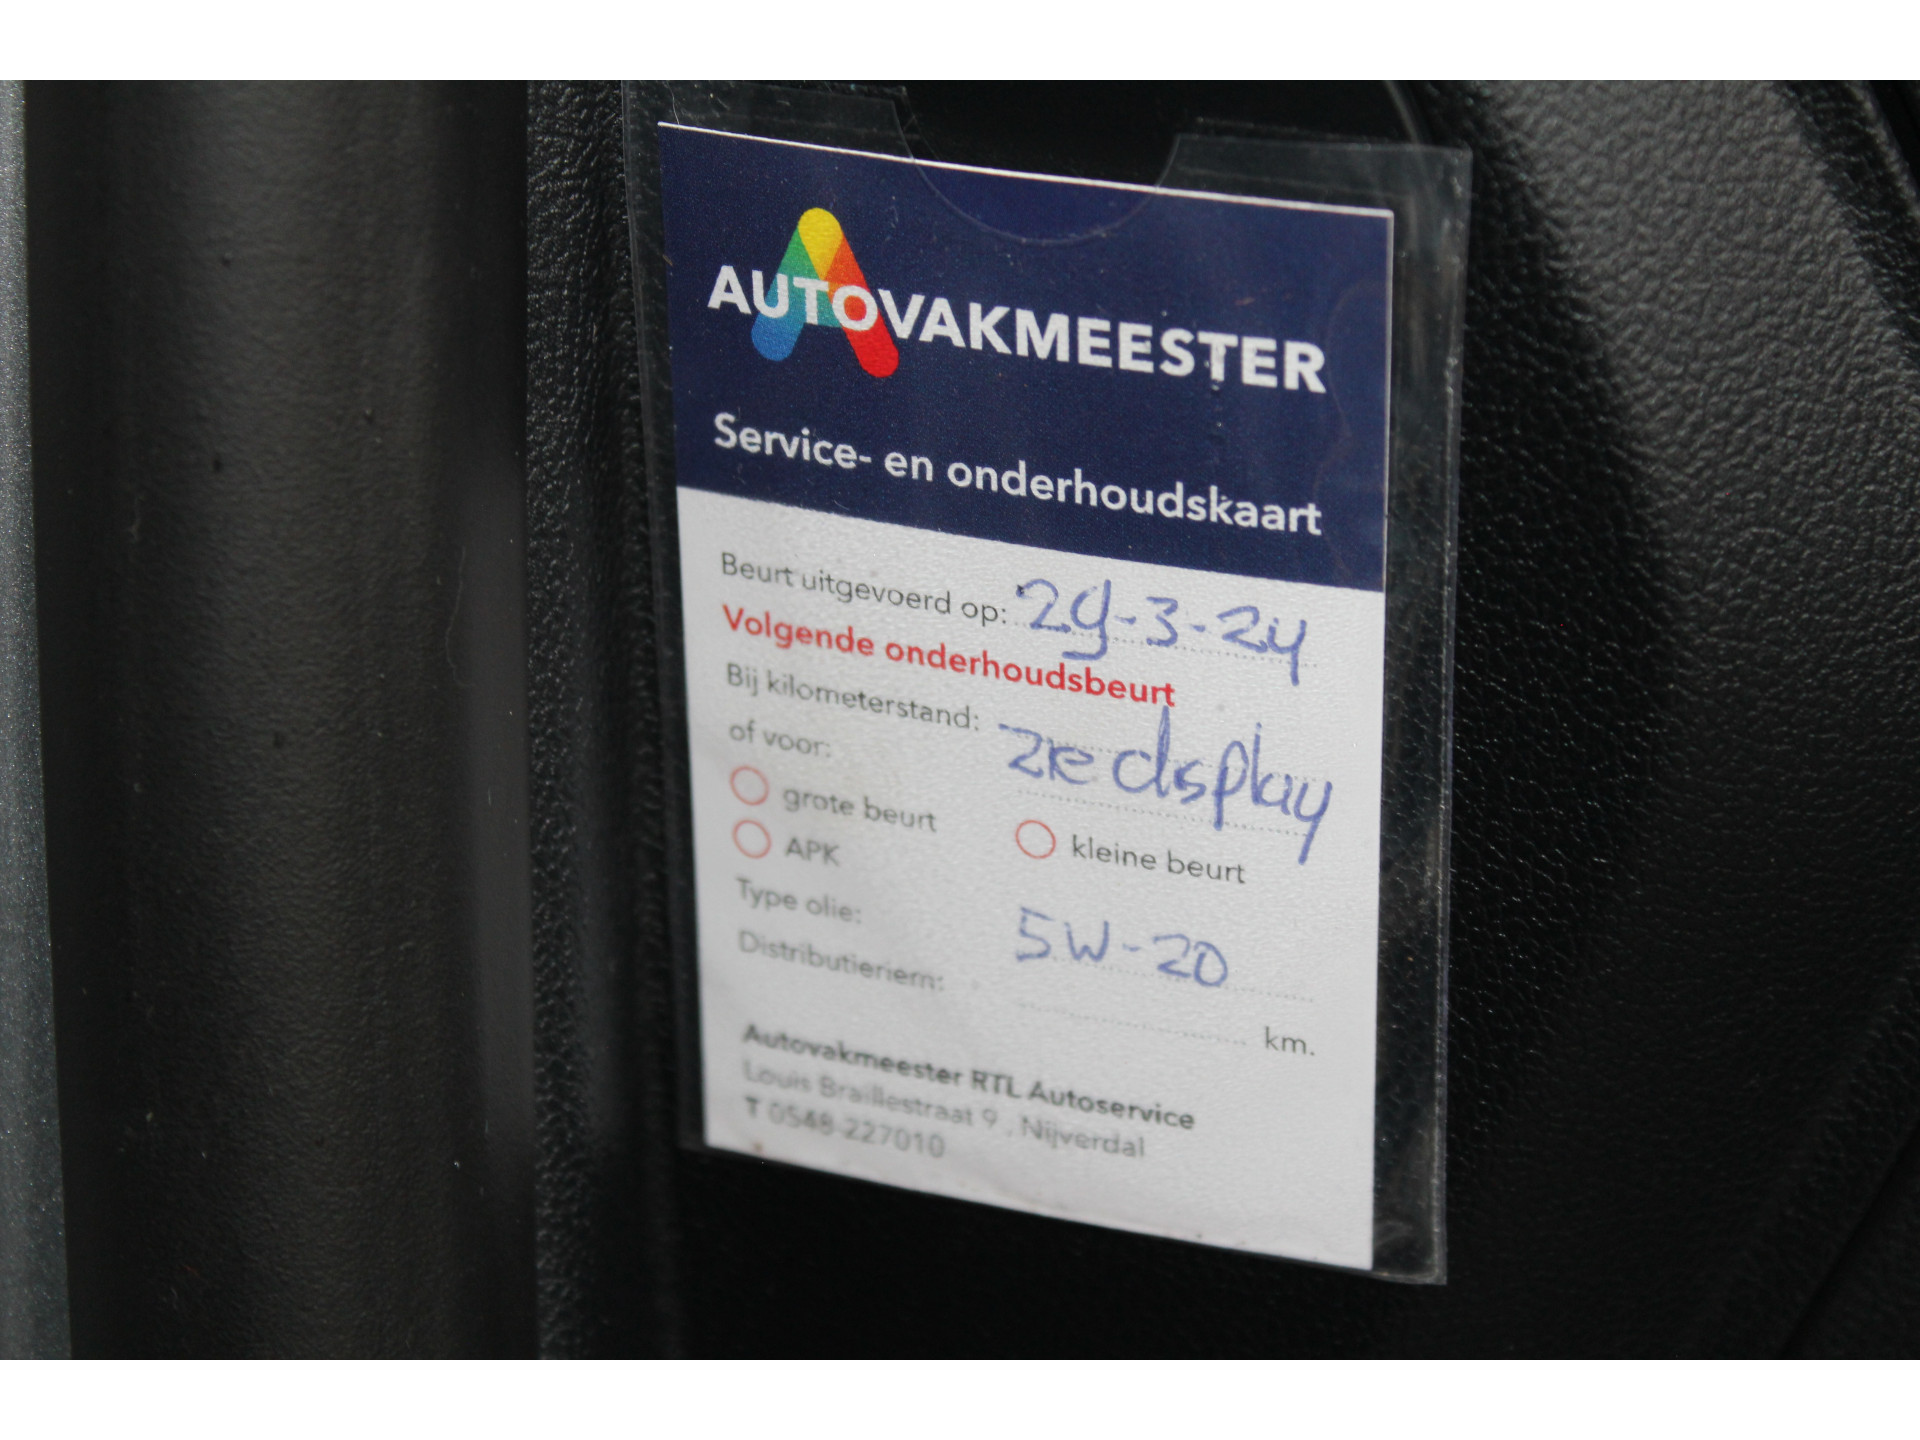 AUTOVAKMEESTER
Service- en onderhoudskaart
Beurt uitgevoerd op: 29-3-24
Volgende onderhoudsbeurt
Bij kilometerstand: zie display
of voor:
grote beurt kleine beurt
APK
Type olie: 5W-20
Distributieriem: km.
Autovakmeester RTL Autoservice
Louis Braillestraat 9 , Nijverdal
T 0548-227010